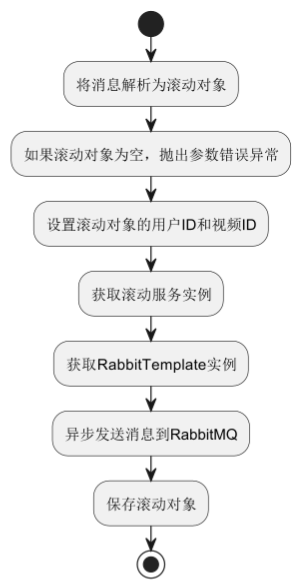 将消息解析为滚动对象
如果滚动对象为空，抛出参数错误异常
设置滚动对象的用户ID和视频ID
获取滚动服务实例
获取RabbitTemplate实例
异步发送消息到RabbitMQ
保存滚动对象